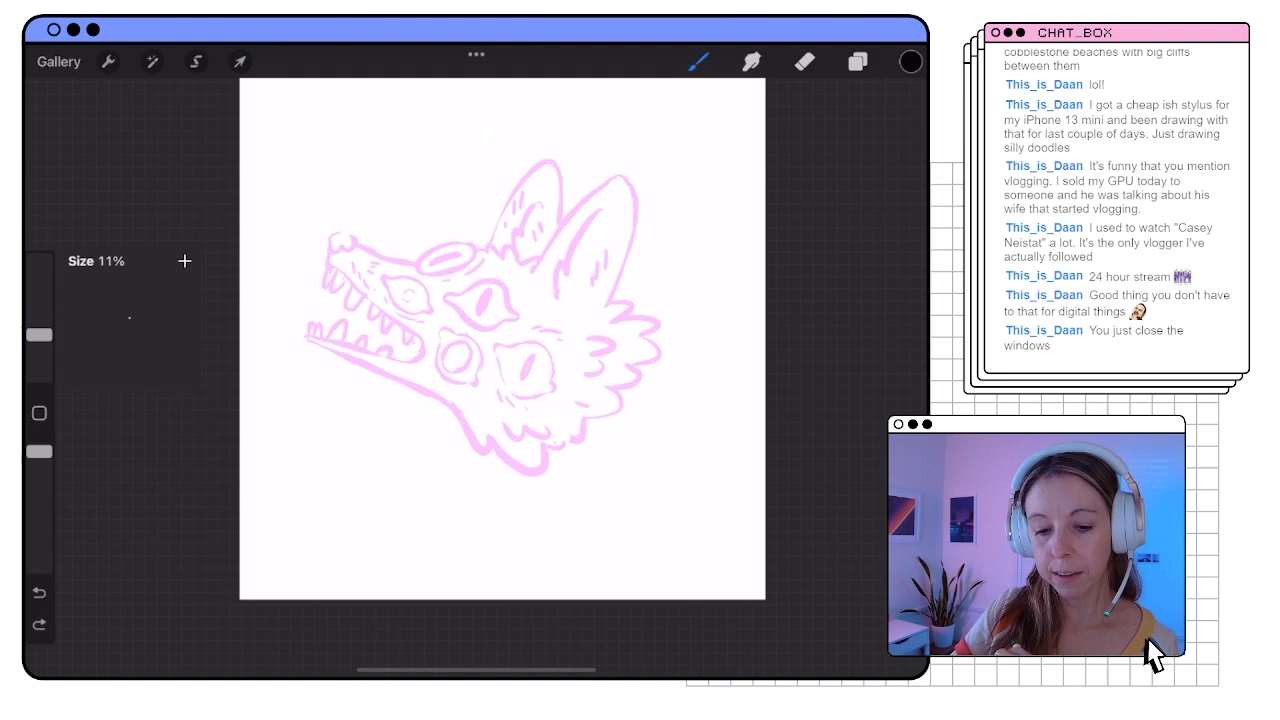 Gallery
Size 11%
CHAT_BOX
cobblestone beaches with big cliffs
between them
This_is_Daan lol!
This_is_Daan I got a cheap ish stylus for
my iPhone 13 mini and been drawing with
that for last couple of days. Just drawing
silly doodles
This_is_Daan It's funny that you mention
vlogging. I sold my GPU today to
someone and he was talking about his
wife that started vlogging.
This_is_Daan I used to watch "Casey
Neistat" a lot. It's the only vlogger I've
actually followed
This_is_Daan 24 hour stream
This_is_Daan Good thing you don't have
to that for digital things
This_is_Daan You just close the
windows